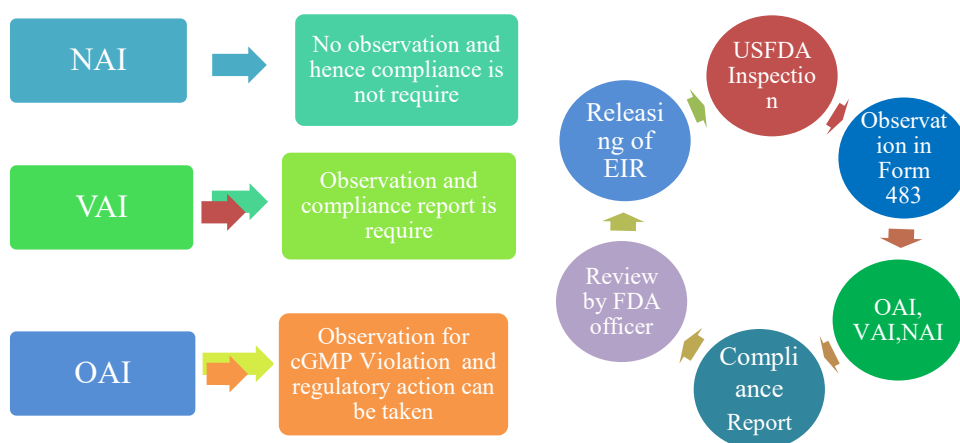 NAI
No observation and
hence compliance is
not require
VAI
Observation and
compliance report is
require
OAI
Observation for
cGMP Violation and
regulatory action can
be taken
USFDA
Inspectio
n
Observat
ion in
Form
483
OAI,
VAI,NAI
Compli
ance
Report
Review
by FDA
officer
Releasi
ng of
EIR